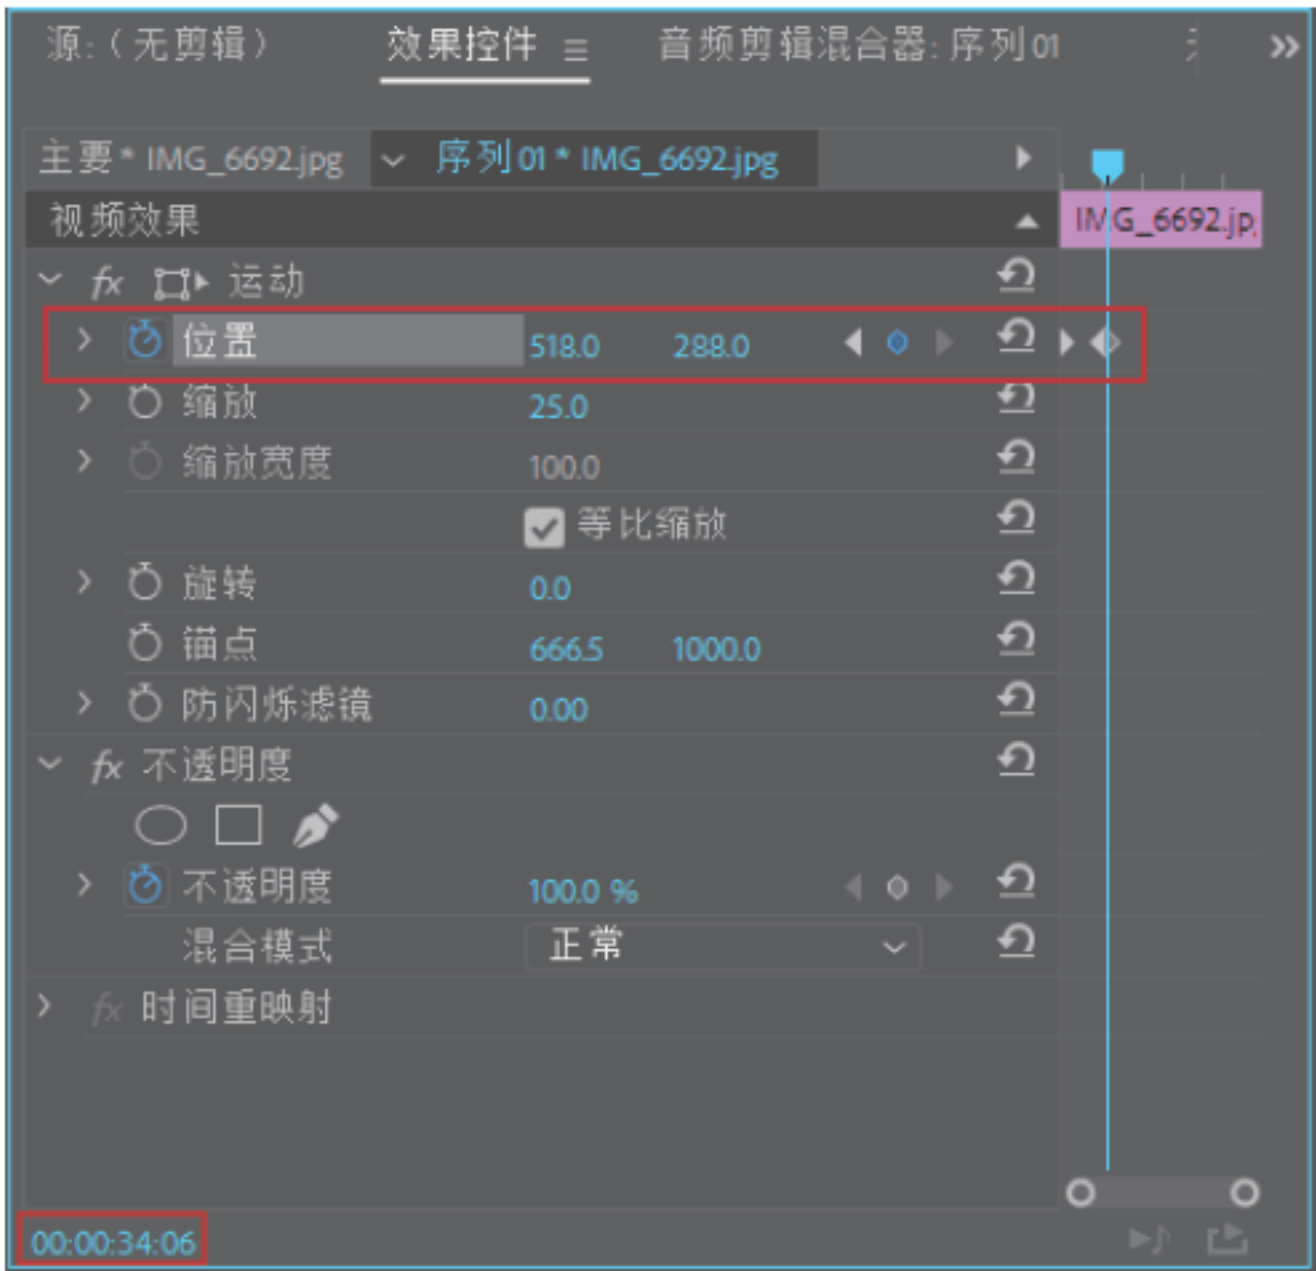 源:（无剪辑） 效果控件 音频剪辑混合器: 序列 01
主要 * IMG_6692.jpg 序列 01 * IMG_6692.jpg
视频效果 IMG_6692.jp
fx 运动
位置 518.0 288.0
缩放 25.0
缩放宽度 100.0
等比缩放
旋转 0.0
锚点 666.5 1000.0
防闪烁滤镜 0.00
fx 不透明度
不透明度 100.0 %
混合模式 正常
fx 时间重映射
00:00:34:06